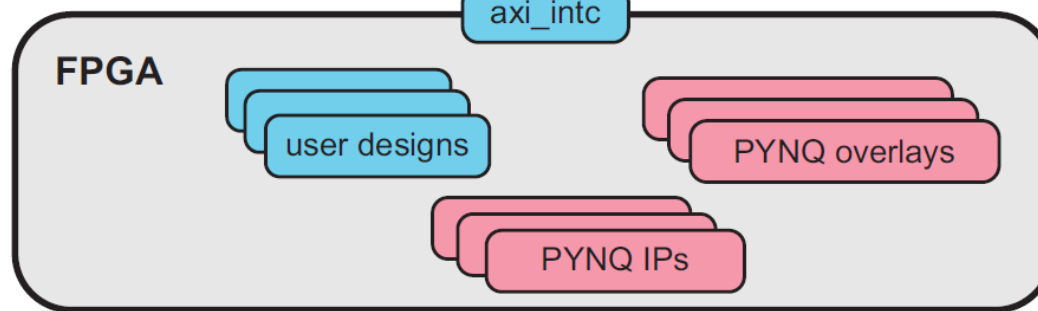 axi_intc
FPGA
user designs
PYNQ overlays
PYNQ IPs